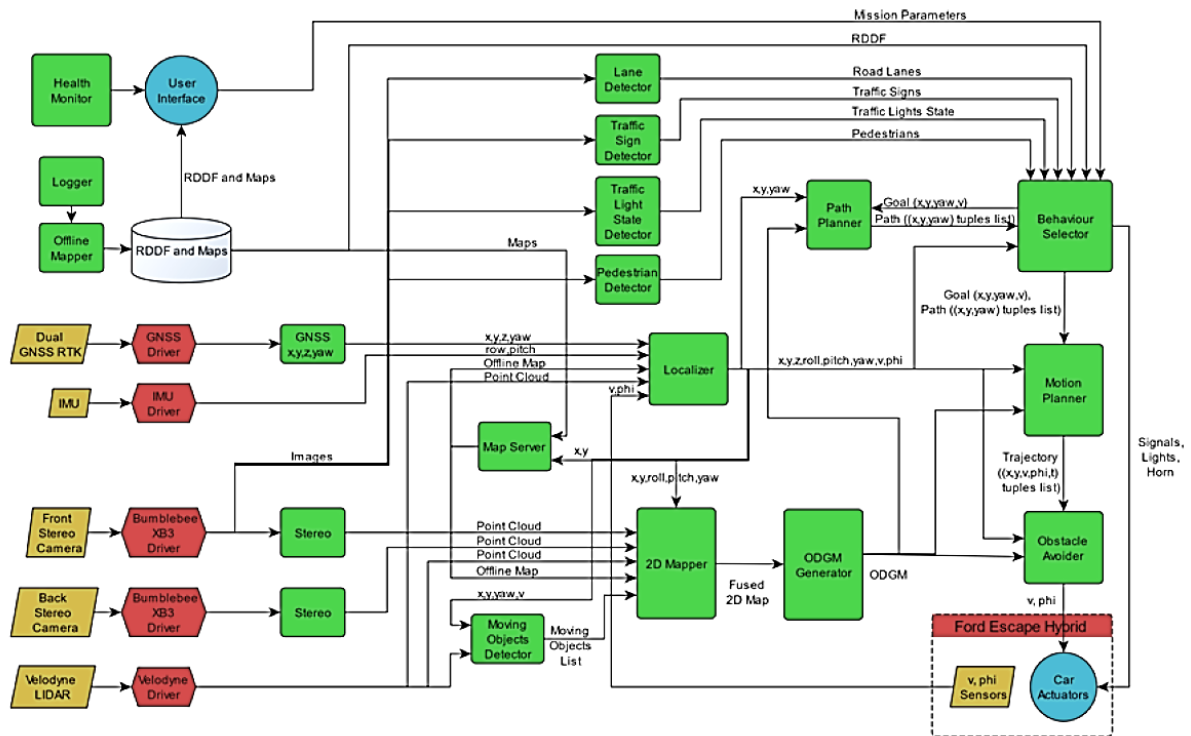 Mission Parameters
RDDF
Health
Monitor
User
Interface
Lane
Detector
Road Lanes
Traffic Signs
Traffic Lights State
Pedestrians
Traffic
Sign
Detector
Logger
RDDF and Maps
Traffic
Light
State
Detector
x,y,yaw
Path
Planner
Goal (x,y,yaw,v)
Path ((x,y,yaw) tuples list)
Behaviour
Selector
Offline
Mapper
RDDF and Maps
Maps
Pedestrian
Detector
Goal (x,y,yaw,v),
Path ((x,y,yaw) tuples list)
Dual
GNSS RTK
GNSS
Driver
GNSS
x,y,z,yaw
x,y,z,yaw
row,pitch
Offline Map
Point Cloud
v,phi
Localizer
x,y,z,roll,pitch,yaw,v,phi
Motion
Planner
IMU
IMU
Driver
Map Server
x,y
Images
x,y,roll,pitch,yaw
Trajectory
((x,y,v,phi,t)
tuples list)
Signals,
Lights,
Horn
Front
Stereo
Camera
Bumblebee
XB3
Driver
Stereo
Point Cloud
Point Cloud
Point Cloud
Offline Map
2D Mapper
Fused
2D Map
ODGM
Generator
ODGM
Obstacle
Avoider
Back
Stereo
Camera
Bumblebee
XB3
Driver
Stereo
x,y,yaw,v
v, phi
Moving
Objects
Detector
Moving
Objects
List
Ford Escape Hybrid
Velodyne
LIDAR
Velodyne
Driver
v, phi
Sensors
Car
Actuators